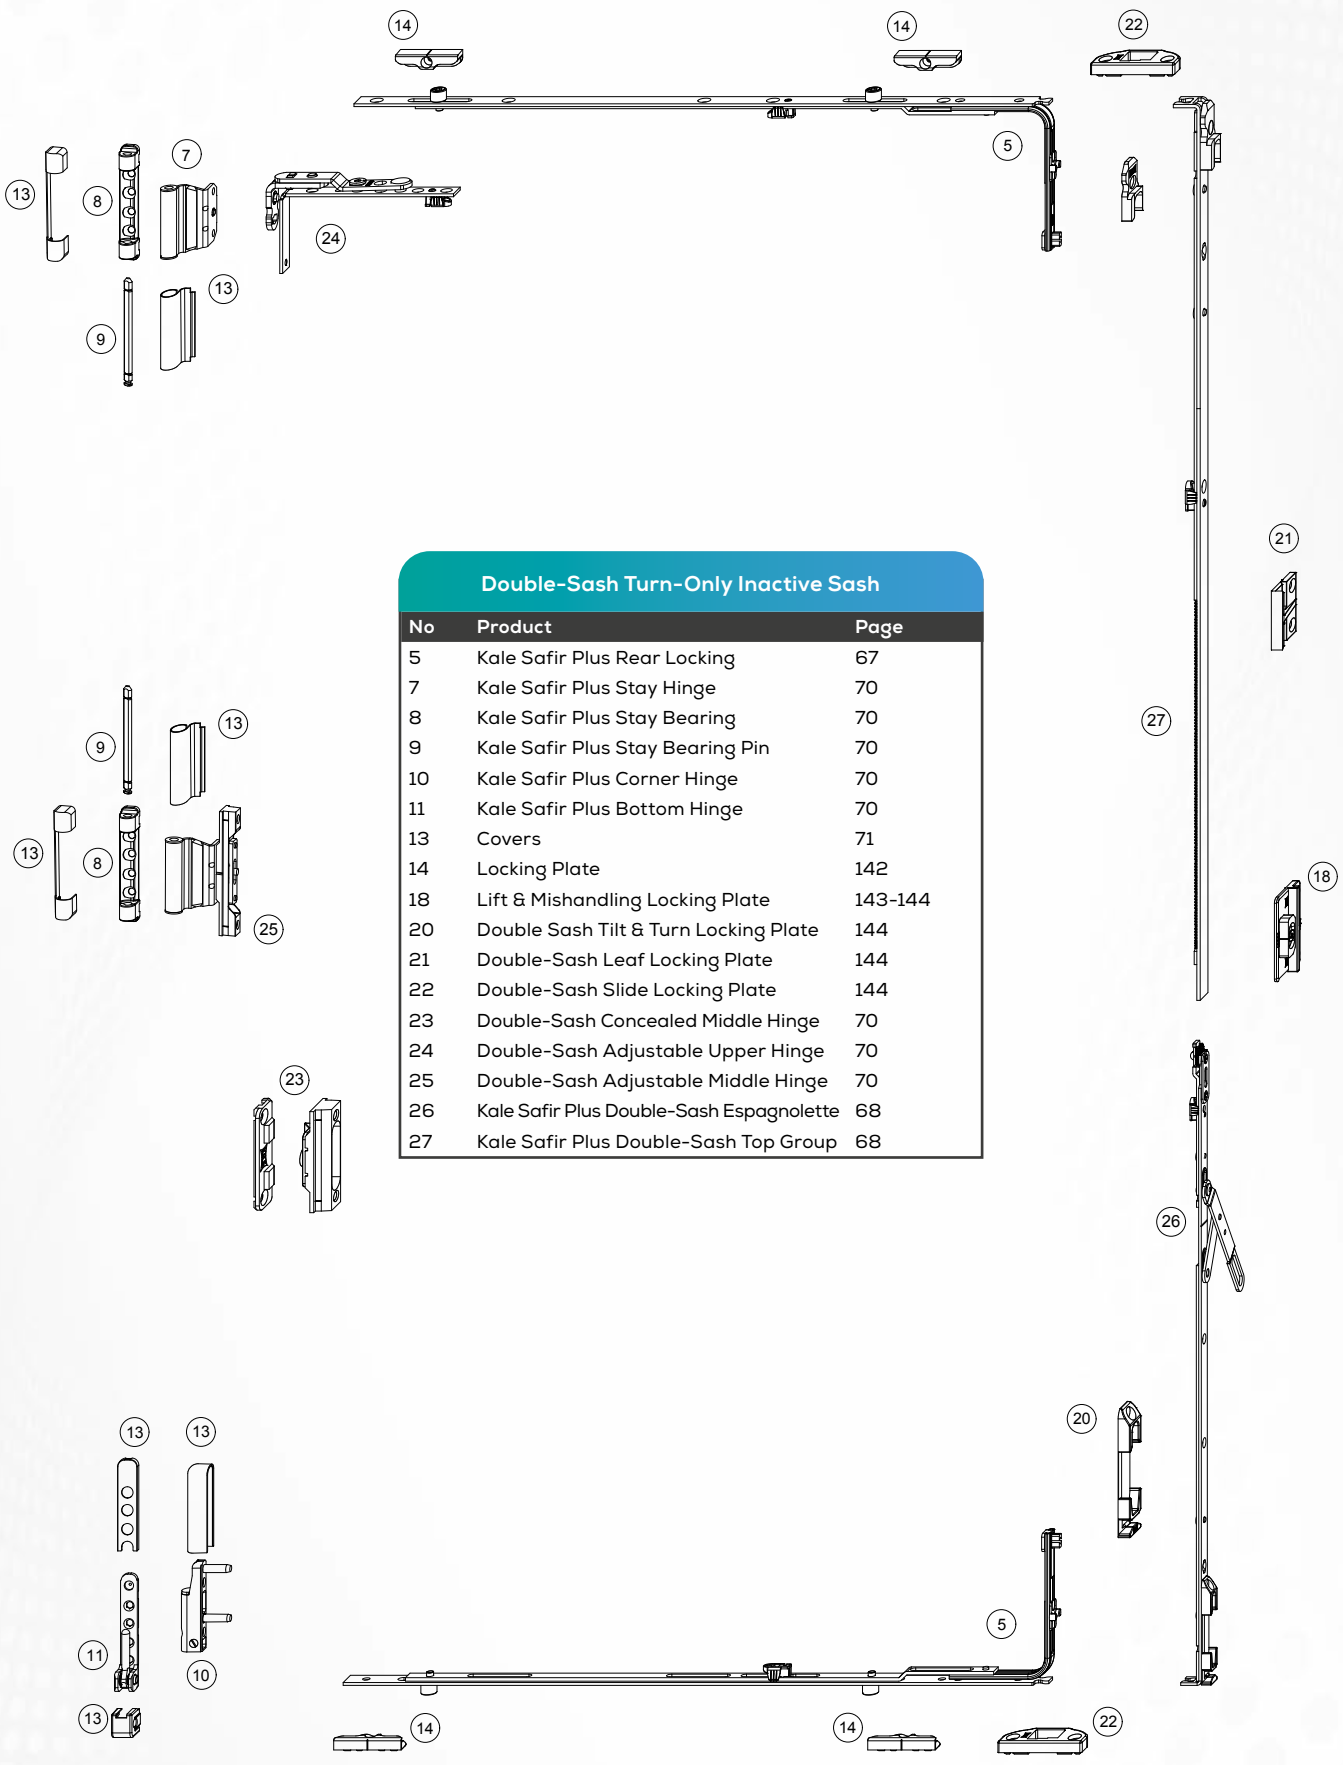 14
14
22
5
7
13
8
24
13
9
21
Double-Sash Turn-Only Inactive Sash
No Product Page
5 Kale Safir Plus Rear Locking 67
7 Kale Safir Plus Stay Hinge 70
8 Kale Safir Plus Stay Bearing 70
9 Kale Safir Plus Stay Bearing Pin 70
10 Kale Safir Plus Corner Hinge 70
11 Kale Safir Plus Bottom Hinge 70
13 Covers 71
14 Locking Plate 142
18 Lift & Mishandling Locking Plate 143-144
20 Double Sash Tilt & Turn Locking Plate 144
21 Double-Sash Leaf Locking Plate 144
22 Double-Sash Slide Locking Plate 144
23 Double-Sash Concealed Middle Hinge 70
24 Double-Sash Adjustable Upper Hinge 70
25 Double-Sash Adjustable Middle Hinge 70
26 Kale Safir Plus Double-Sash Espagnolette 68
27 Kale Safir Plus Double-Sash Top Group 68
27
13
9
13
8
18
25
23
26
20
13
13
5
11
10
13
14
14
22